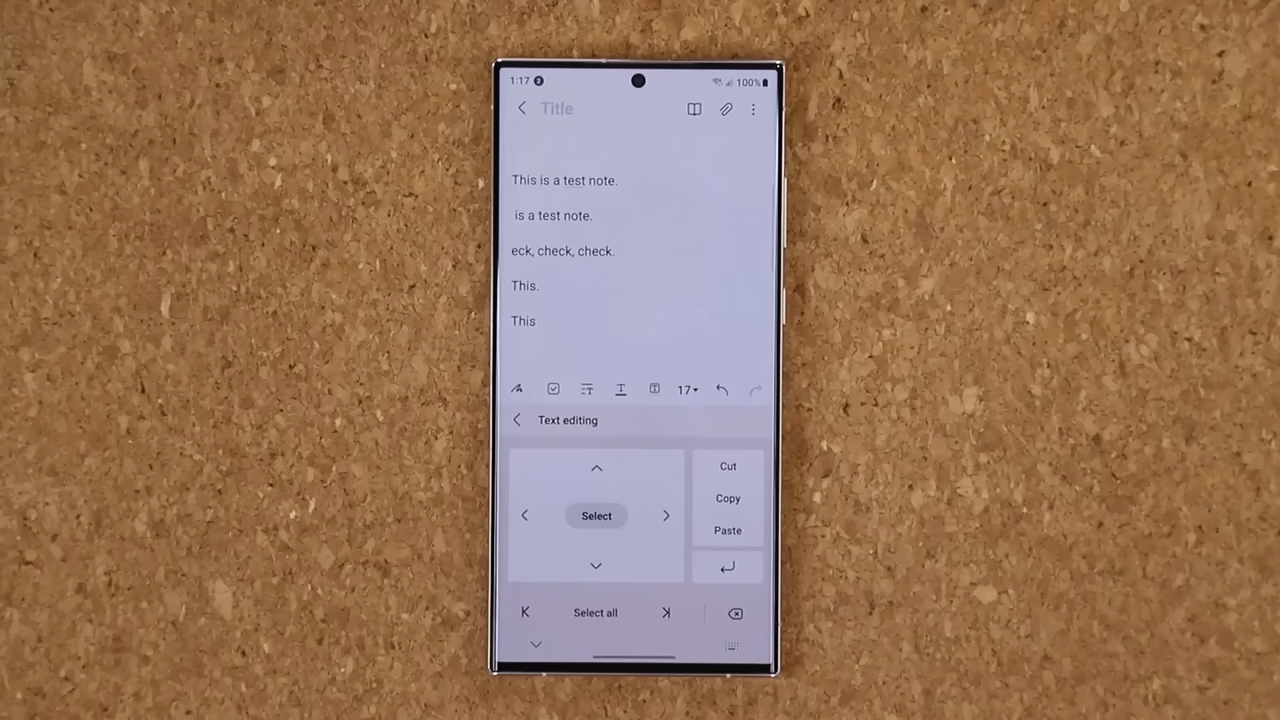 1:17 2 100%
Title
This is a test note.
is a test note.
eck, check, check.
This.
This
17
Text editing
Cut
Select
Copy
Paste
Select all